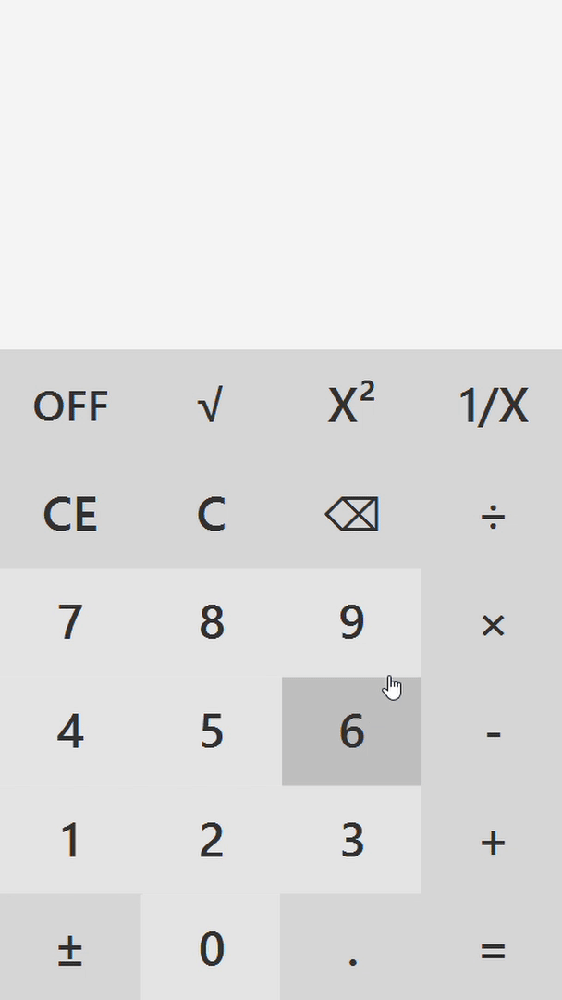 OFF √ X² 1/X
CE C ⌫ ÷
7 8 9 ×
4 5 6 -
1 2 3 +
± 0 . =